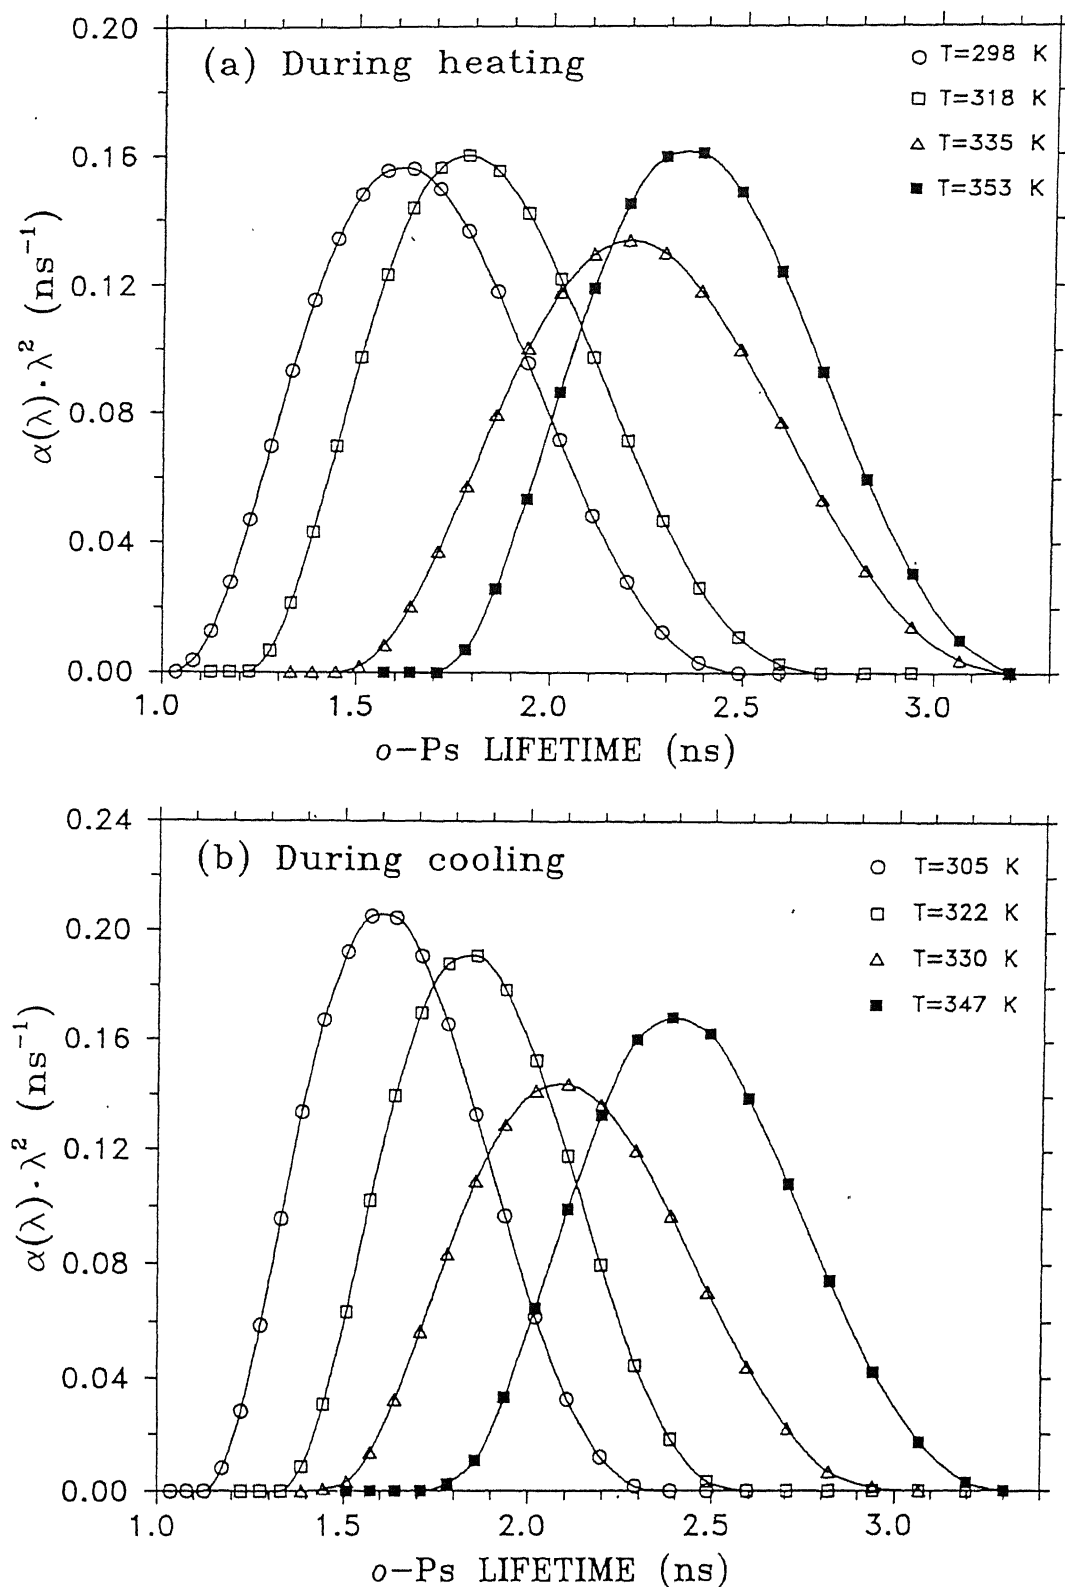 (a) During heating
T=298 K
T=318 K
T=335 K
T=353 K
0.20
0.16
0.12
0.08
0.04
0.00
α(λ)·λ² (ns⁻¹)
1.0 1.5 2.0 2.5 3.0
o-Ps LIFETIME (ns)
(b) During cooling
T=305 K
T=322 K
T=330 K
T=347 K
0.24
0.20
0.16
0.12
0.08
0.04
0.00
α(λ)·λ² (ns⁻¹)
1.0 1.5 2.0 2.5 3.0
o-Ps LIFETIME (ns)